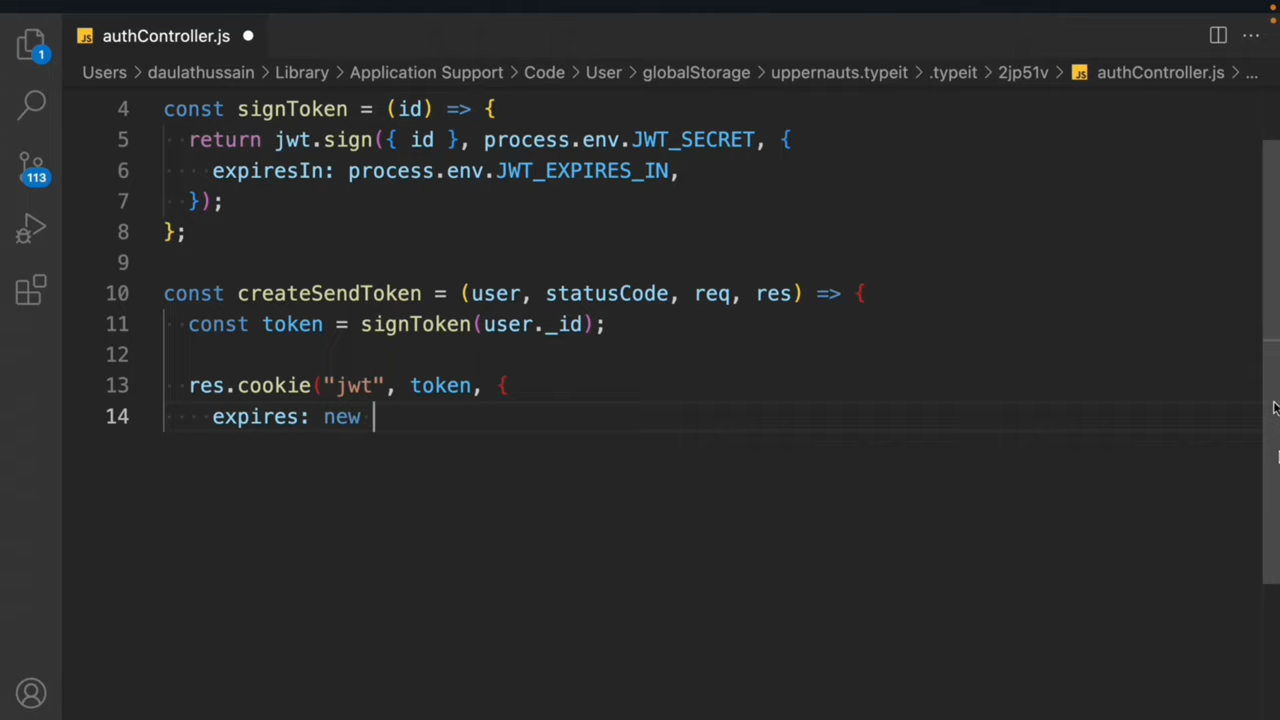 JS authController.js
Users > daulathussain > Library > Application Support > Code > User > globalStorage > uppernauts.typeit > .typeit > 2jp51v > JS authController.js > ...
1
113
4 const signToken = (id) => {
5 return jwt.sign({ id }, process.env.JWT_SECRET, {
6 expiresIn: process.env.JWT_EXPIRES_IN,
7 });
8 };
9
10 const createSendToken = (user, statusCode, req, res) => {
11 const token = signToken(user._id);
12
13 res.cookie("jwt", token, {
14 expires: new